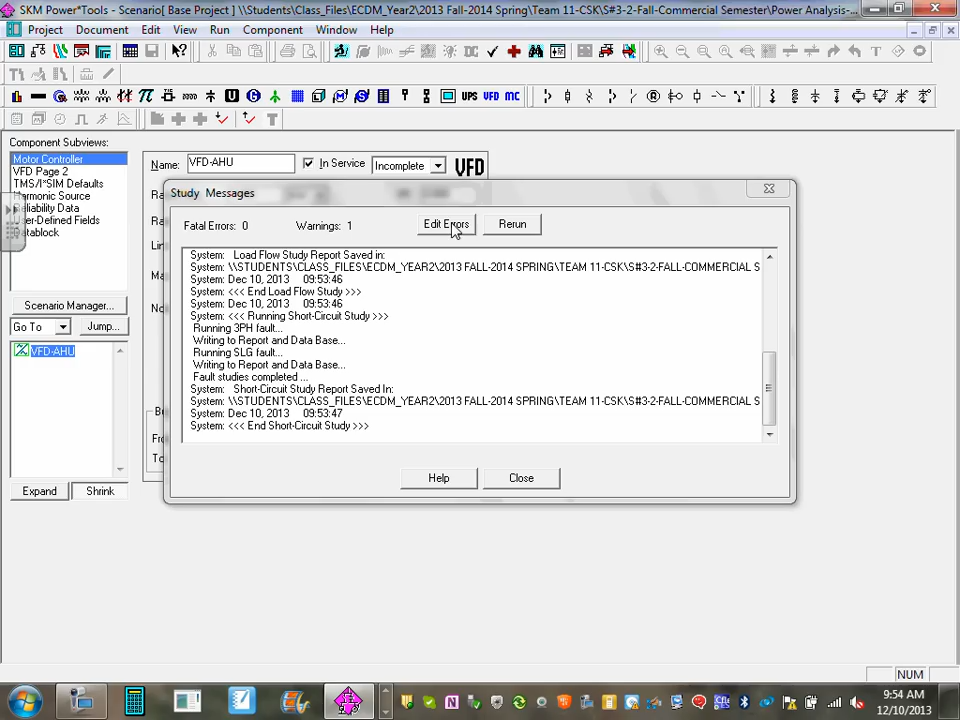 SKM Power*Tools - Scenario[ Base Project ] \\Students\Class_Files\ECDM_Year2\2013 Fall-2014 Spring\Team 11-CSK\S#3-2-Fall-Commercial Semester\Power Analysis-...
Project Document Edit View Run Component Window Help
DC
UPS VFD MC
Component Subviews:
Motor Controller
VFD Page 2
TMS/I*SIM Defaults
Harmonic Source
Reliability Data
User-Defined Fields
Datablock
Name: VFD-AHU In Service Incomplete VFD
Scenario Manager...
Go To Jump...
VFD-AHU
Expand Shrink
Study Messages
Fatal Errors: 0 Warnings: 1 Edit Errors Rerun
System: Load Flow Study Report Saved in:
System: \\STUDENTS\CLASS_FILES\ECDM_YEAR2\2013 FALL-2014 SPRING\TEAM 11-CSK\S#3-2-FALL-COMMERCIAL S
System: Dec 10, 2013 09:53:46
System: <<< End Load Flow Study >>>
System: Dec 10, 2013 09:53:46
System: <<< Running Short-Circuit Study >>>
Running 3PH fault...
Writing to Report and Data Base...
Running SLG fault...
Writing to Report and Data Base...
Fault studies completed ...
System: Short-Circuit Study Report Saved In:
System: \\STUDENTS\CLASS_FILES\ECDM_YEAR2\2013 FALL-2014 SPRING\TEAM 11-CSK\S#3-2-FALL-COMMERCIAL S
System: Dec 10, 2013 09:53:47
System: <<< End Short-Circuit Study >>>
Help Close
NUM
9:54 AM
12/10/2013